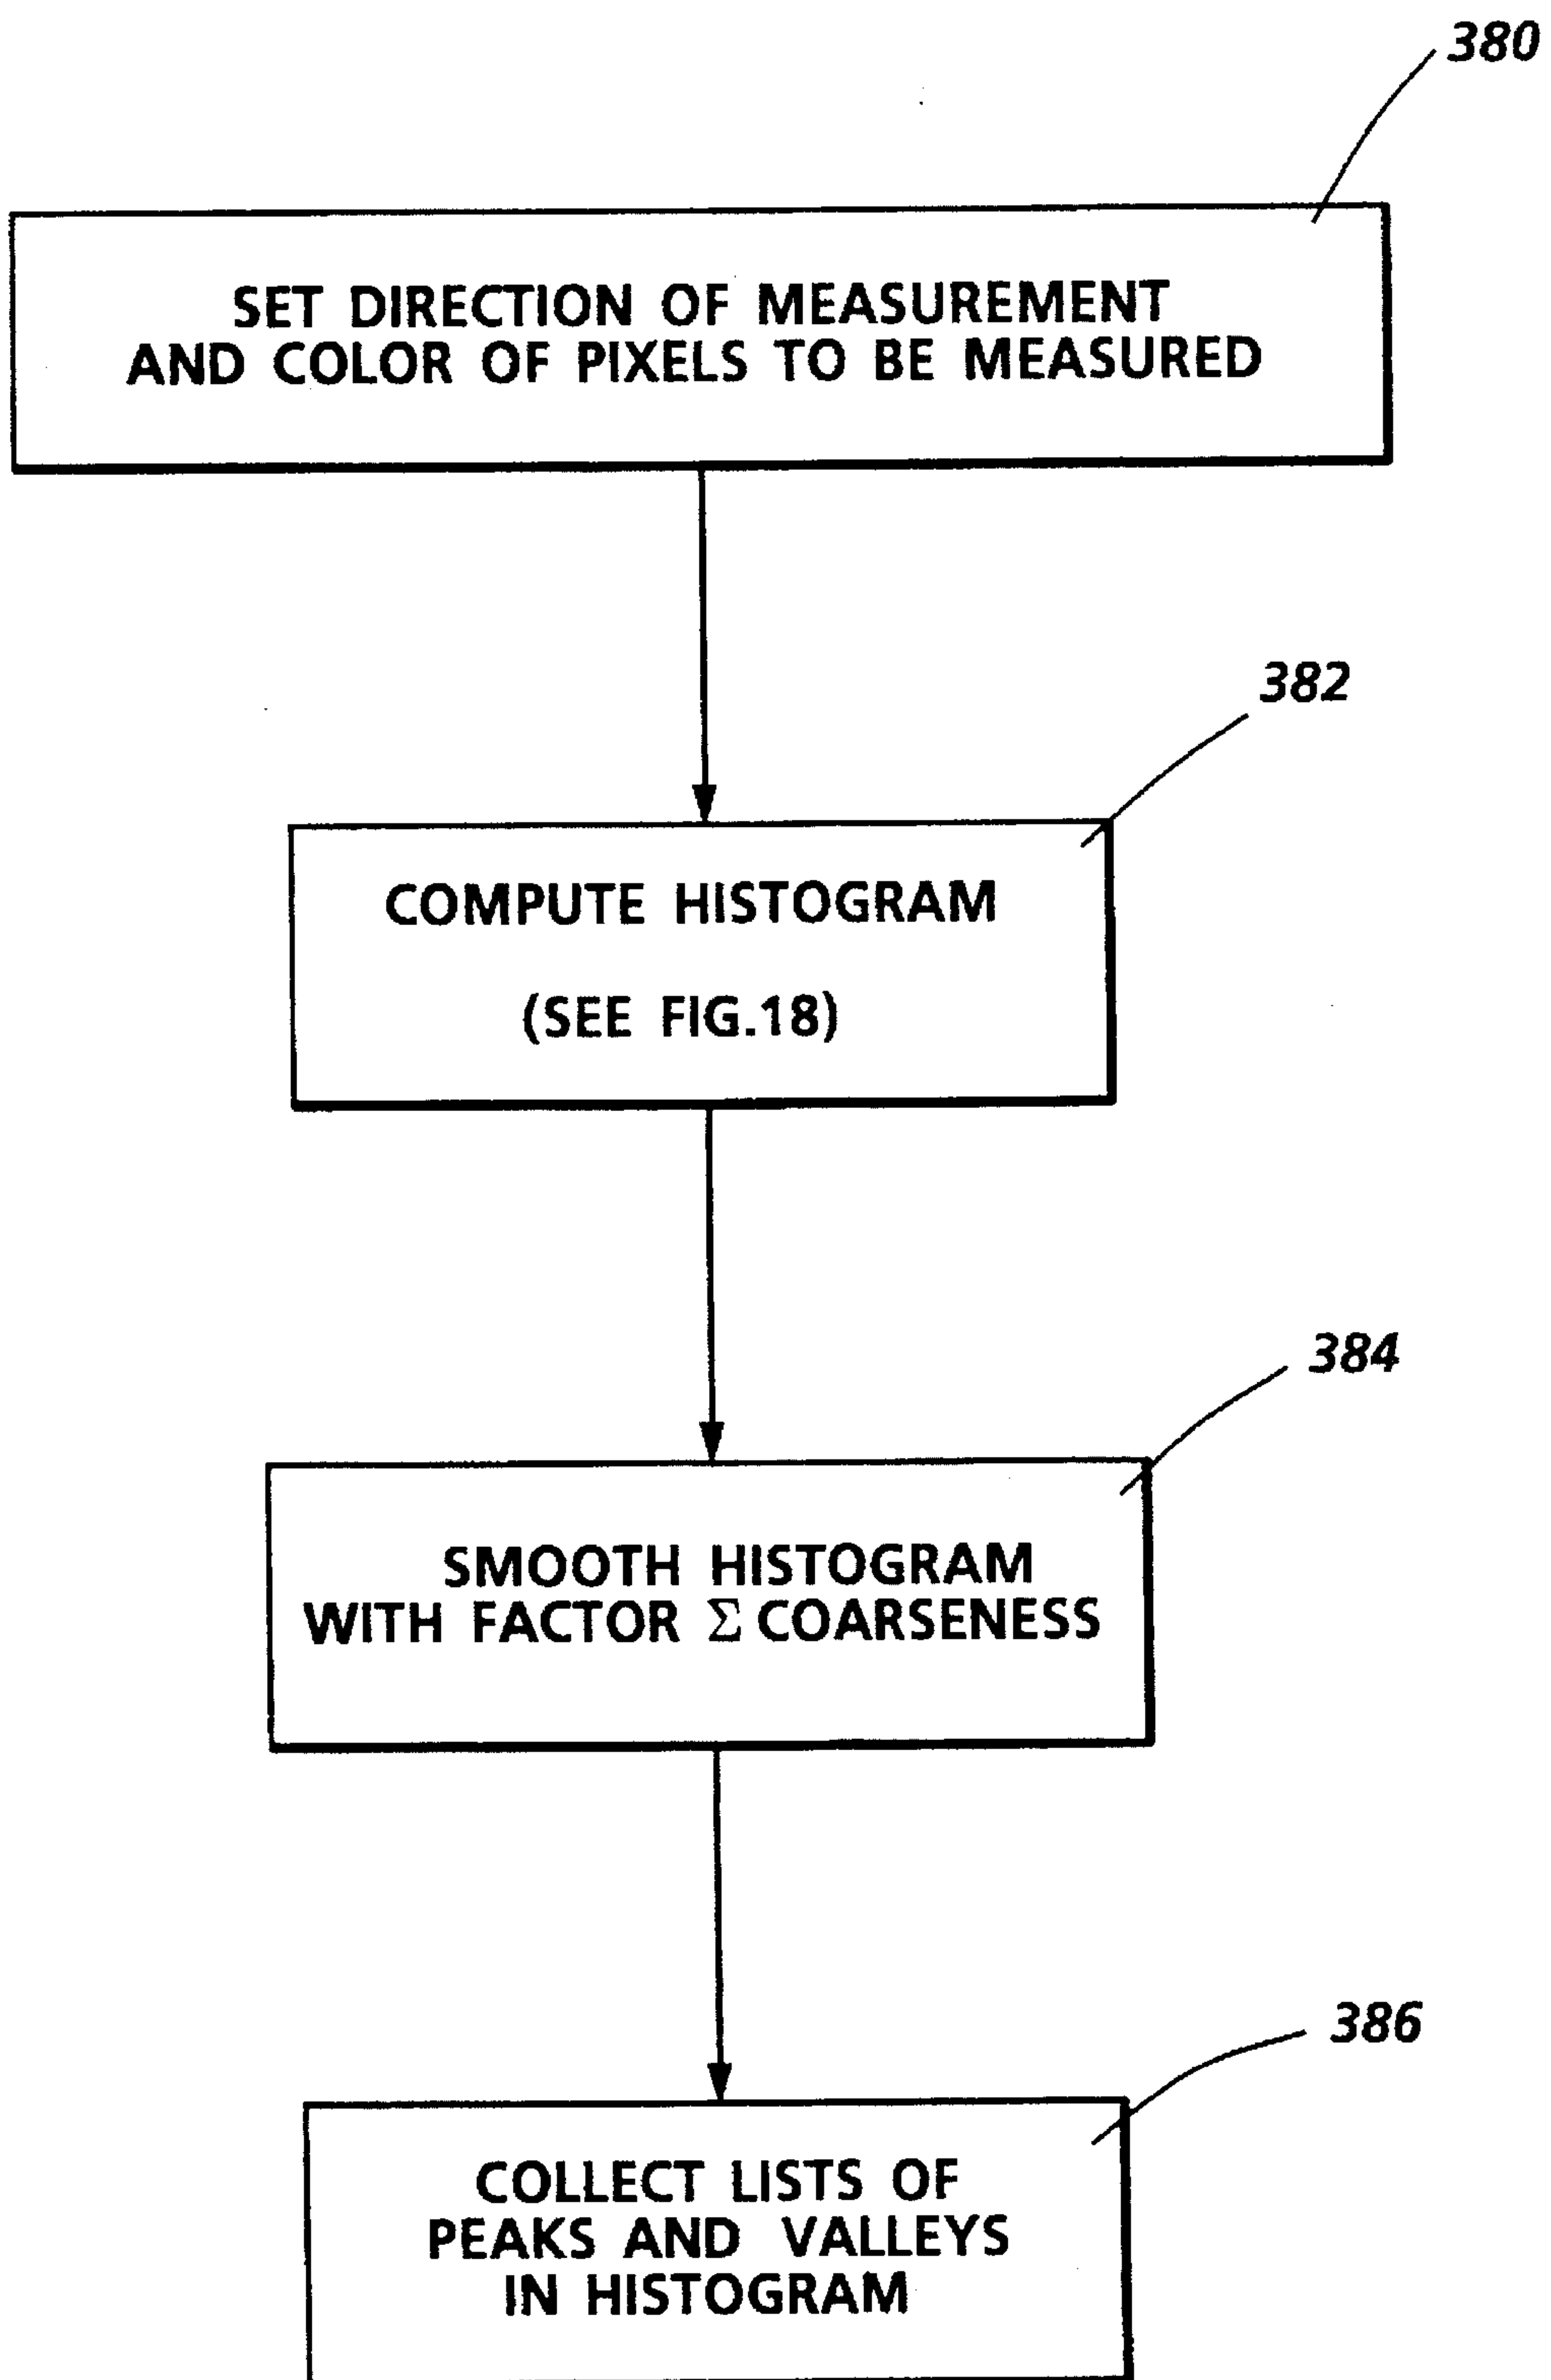 380
SET DIRECTION OF MEASUREMENT
AND COLOR OF PIXELS TO BE MEASURED
382
COMPUTE HISTOGRAM
(SEE FIG.18)
384
SMOOTH HISTOGRAM
WITH FACTOR Σ COARSENESS
386
COLLECT LISTS OF
PEAKS AND VALLEYS
IN HISTOGRAM